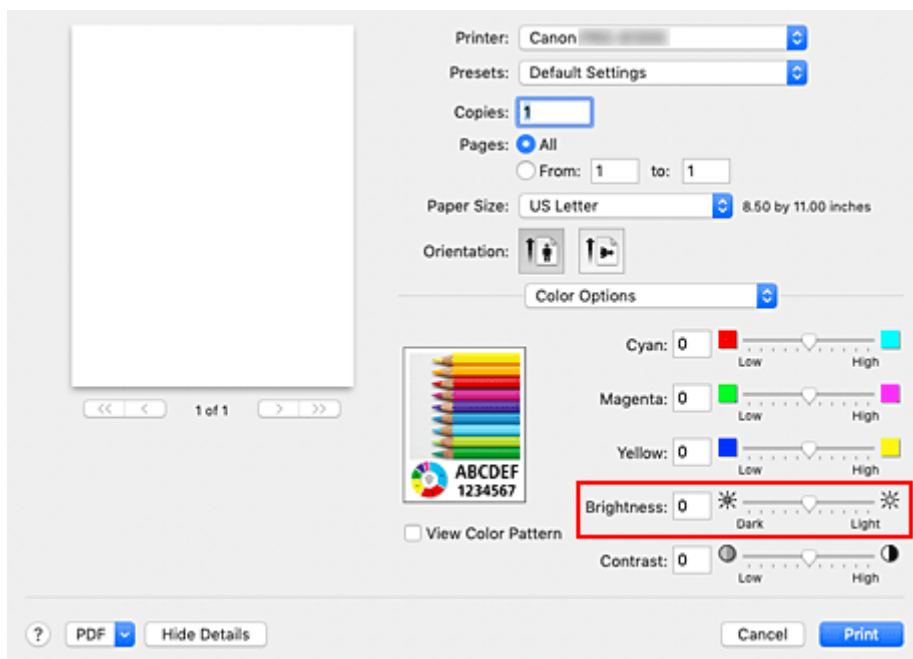 Printer: Canon
Presets: Default Settings
Copies: 1
Pages: All
From: 1 to: 1
Paper Size: US Letter 8.50 by 11.00 inches
Orientation:
Color Options
Cyan: 0
Low High
Magenta: 0
Low High
Yellow: 0
Low High
Brightness: 0
Dark Light
Contrast: 0
Low High
ABCDEF
1234567
View Color Pattern
<< < 1 of 1 > >>
? PDF Hide Details Cancel Print